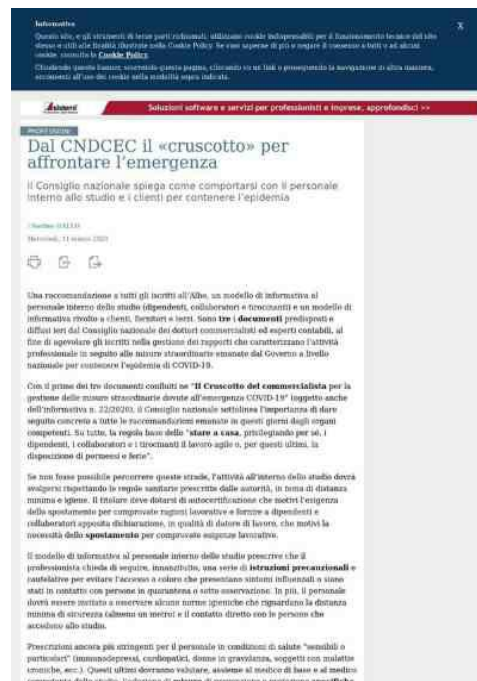 Informativa
x
Questo sito, e gli strumenti di terze parti richiamati, utilizzano cookie indispensabili per il funzionamento tecnico del sito
stesso e utili alle finalità illustrate nella Cookie Policy. Se vuoi saperne di più o negare il consenso a tutti o ad alcuni
cookie, consulta la Cookie Policy.
Chiudendo questo banner, scorrendo questa pagina, cliccando su un link o proseguendo la navigazione in altra maniera,
acconsenti all'uso dei cookie nella modalità sopra indicata.
Sistemi
Soluzioni software e servizi per professionisti e imprese, approfondisci >>
PROFESSIONI
Dal CNDCEC il «cruscotto» per
affrontare l'emergenza
Il Consiglio nazionale spiega come comportarsi con il personale
interno allo studio e i clienti per contenere l'epidemia
GALLO
Mercoledì, 11 marzo 2020
Una raccomandazione a tutti gli iscritti all'Albo, un modello di informativa al
personale interno dello studio (dipendenti, collaboratori e tirocinanti) e un modello di
informativa rivolto a clienti, fornitori e terzi. Sono tre i documenti predisposti e
diffusi ieri dal Consiglio nazionale dei dottori commercialisti ed esperti contabili, al
fine di agevolare gli iscritti nella gestione dei rapporti che caratterizzano l'attività
professionale in seguito alle misure straordinarie emanate dal Governo a livello
nazionale per contenere l'epidemia di COVID-19.
Con il primo dei tre documenti confluiti ne "Il Cruscotto del commercialista per la
gestione delle misure straordinarie dovute all'emergenza COVID-19" (oggetto anche
dell'informativa n. 22/2020), il Consiglio nazionale sottolinea l'importanza di dare
seguito concreto a tutte le raccomandazioni emanate in questi giorni dagli organi
competenti. Su tutte, la regola base dello "stare a casa, privilegiando per sé, i
dipendenti, i collaboratori e i tirocinanti il lavoro agile o, per questi ultimi, la
disposizione di permessi e ferie".
Se non fosse possibile percorrere queste strade, l'attività all'interno dello studio dovrà
svolgersi rispettando le regole sanitarie prescritte dalle autorità, in tema di distanza
minima e igiene. Il titolare deve dotarsi di autocertificazione che motivi l'esigenza
dello spostamento per comprovate ragioni lavorative e fornire a dipendenti e
collaboratori apposita dichiarazione, in qualità di datore di lavoro, che motivi la
necessità dello spostamento per comprovate esigenze lavorative.
Il modello di informativa al personale interno dello studio prescrive che il
professionista chieda di seguire, innanzitutto, una serie di istruzioni precauzionali e
cautelative per evitare l'accesso a coloro che presentano sintomi influenzali o siano
stati in contatto con persone in quarantena o sotto osservazione. In più, il personale
dovrà essere invitato a osservare alcune norme igieniche che riguardano la distanza
minima di sicurezza (almeno un metro) e il contatto diretto con le persone che
accedono allo studio.
Prescrizioni ancora più stringenti per il personale in condizioni di salute "sensibili o
particolari" (immunodepressi, cardiopatici, donne in gravidanza, soggetti con malattie
croniche, ecc.). Questi ultimi dovranno valutare, assieme al medico di base e al medico